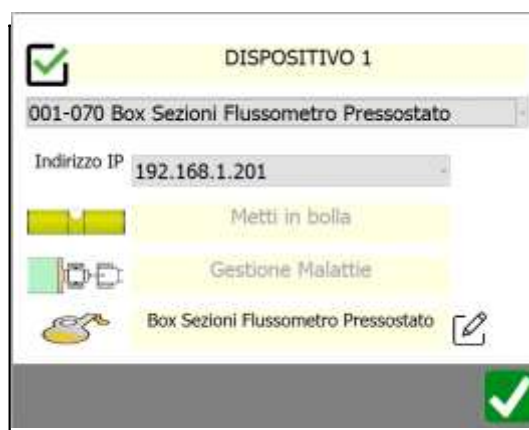 DISPOSITIVO 1
001-070 Box Sezioni Flussometro Pressostato
Indirizzo IP
192.168.1.201
Metti in bolla
Gestione Malattie
Box Sezioni Flussometro Pressostato